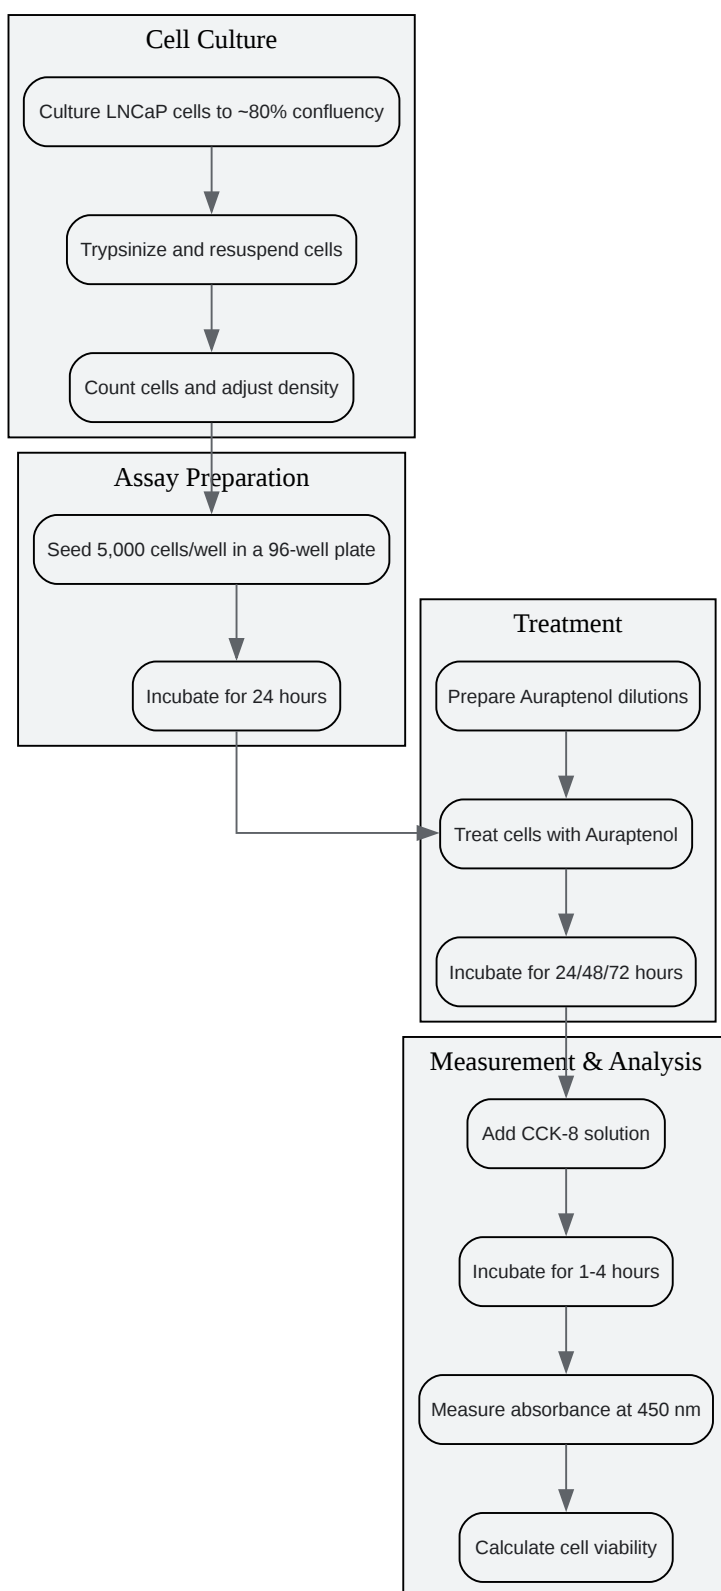 Cell Culture
Culture LNCaP cells to ~80% confluency
Trypsinize and resuspend cells
Count cells and adjust density
Assay Preparation
Seed 5,000 cells/well in a 96-well plate
Incubate for 24 hours
Treatment
Prepare Auraptenol dilutions
Treat cells with Auraptenol
Incubate for 24/48/72 hours
Measurement & Analysis
Add CCK-8 solution
Incubate for 1-4 hours
Measure absorbance at 450 nm
Calculate cell viability